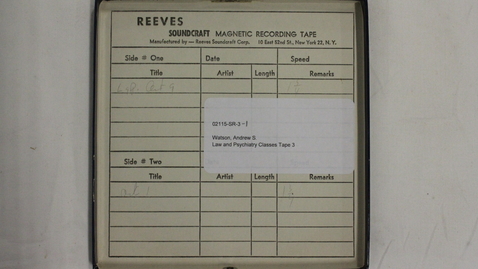 REEVES
SOUNDCRAFT MAGNETIC RECORDING TAPE
Manufactured by — Reeves Soundcraft Corp. 10 East 52nd St., New York 22, N. Y.
Side # One Date Speed
Title Artist Length Remarks
02115-SR-3-1
Watson, Andrew S.
Law and Psychiatry Classes Tape 3
Side # Two
Title Artist Length Remarks